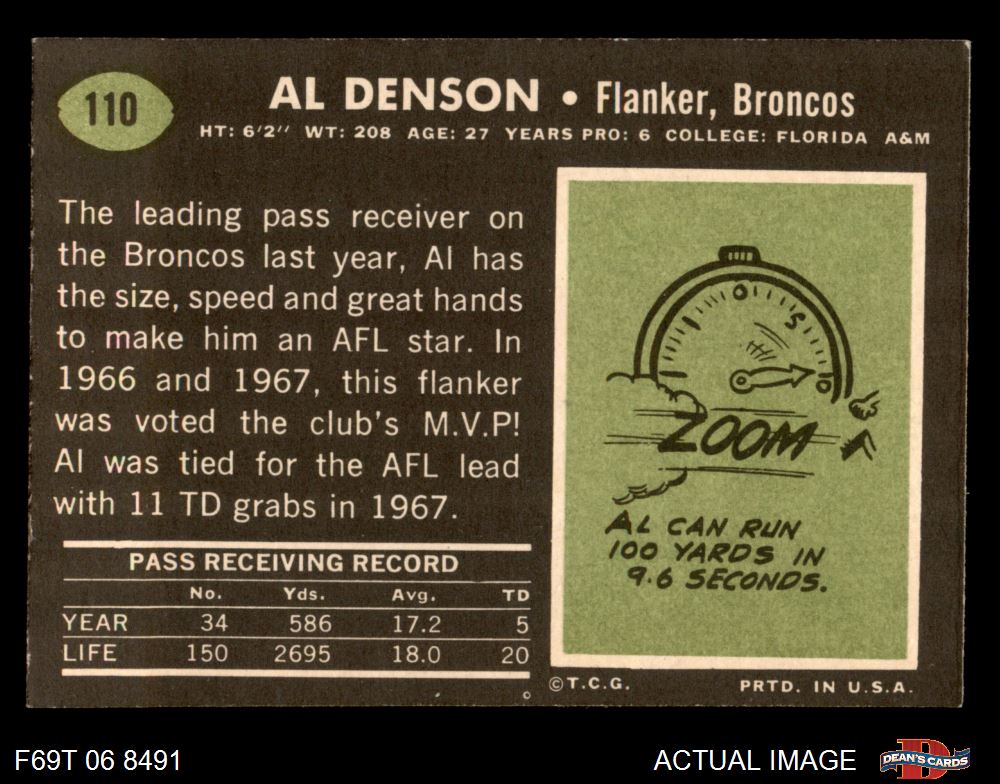 110
AL DENSON • Flanker, Broncos
HT: 6'2" WT: 208 AGE: 27 YEARS PRO: 6 COLLEGE: FLORIDA A&M
The leading pass receiver on
the Broncos last year, Al has
the size, speed and great hands
to make him an AFL star. In
1966 and 1967, this flanker
was voted the club's M.V.P!
Al was tied for the AFL lead
with 11 TD grabs in 1967.
PASS RECEIVING RECORD
No. Yds. Avg. TD
YEAR 34 586 17.2 5
LIFE 150 2695 18.0 20
0
5
10
ZOOM
AL CAN RUN
100 YARDS IN
9.6 SECONDS.
©T.C.G. PRTD. IN U.S.A.
F69T 06 8491 ACTUAL IMAGE
DEAN'S CARDS